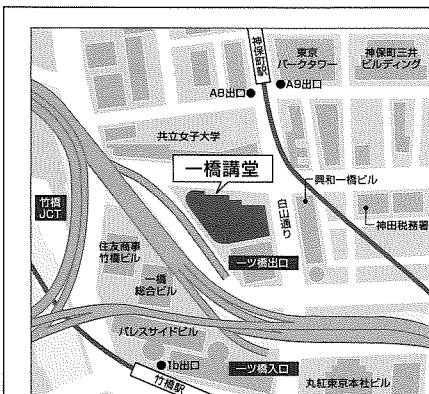 神保町駅
東京
パークタワー
神保町三井
ビルディング
A8出口
A9出口
共立女子大学
一橋講堂
興和一橋ビル
白山通り
竹橋
JCT
神田税務署
住友商事
竹橋ビル
一ツ橋出口
一橋
総合ビル
パレスサイドビル
1b出口
一ツ橋入口
竹橋駅
丸紅東京本社ビル